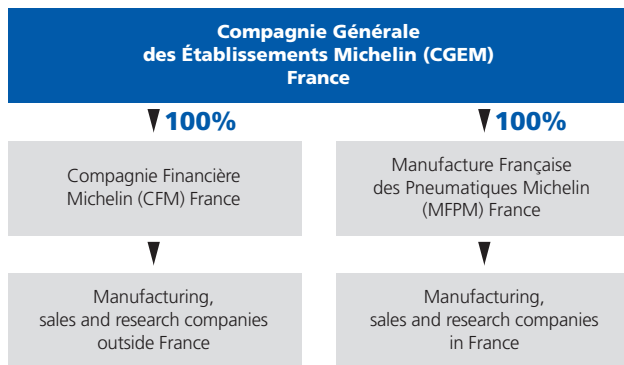 Compagnie Générale
des Établissements Michelin (CGEM)
France
100%
100%
Compagnie Financière
Michelin (CFM) France
Manufacture Française
des Pneumatiques Michelin
(MFPM) France
Manufacturing,
sales and research companies
outside France
Manufacturing,
sales and research companies
in France